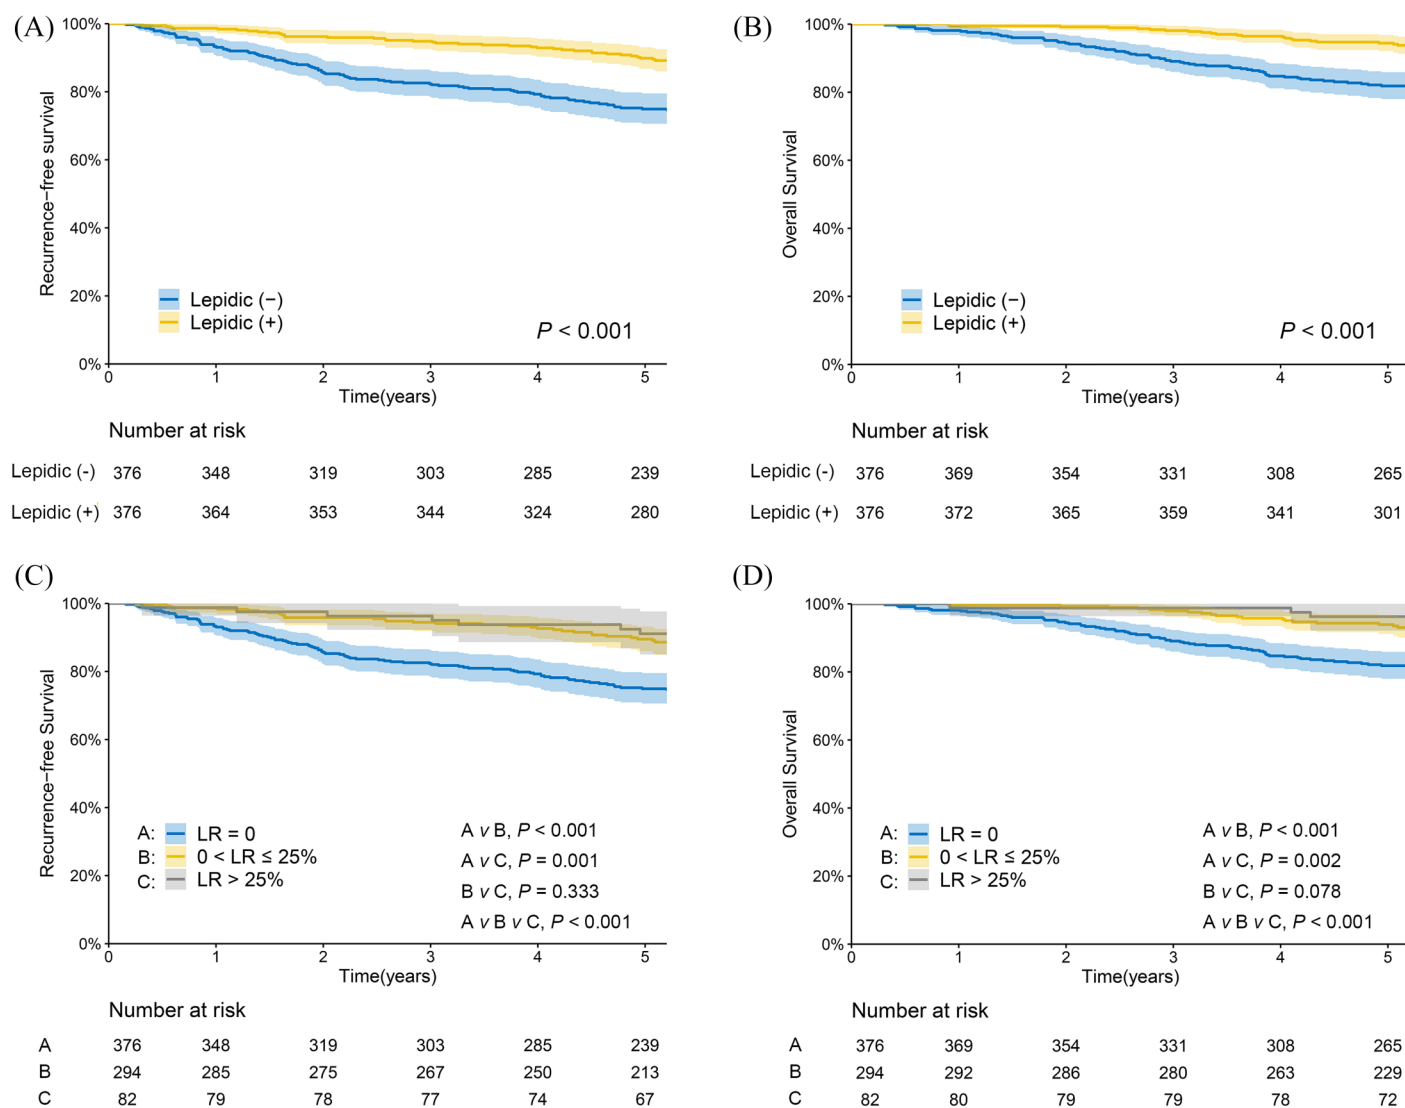 (A)
100%
80%
60%
40%
20%
0%
Recurrence−free survival
Lepidic (−)
Lepidic (+)
P < 0.001
0 1 2 3 4 5
Time(years)
Number at risk
Lepidic (-) 376 348 319 303 285 239
Lepidic (+) 376 364 353 344 324 280
(B)
100%
80%
60%
40%
20%
0%
Overall Survival
Lepidic (−)
Lepidic (+)
P < 0.001
0 1 2 3 4 5
Time(years)
Number at risk
Lepidic (-) 376 369 354 331 308 265
Lepidic (+) 376 372 365 359 341 301
(C)
100%
80%
60%
40%
20%
0%
Recurrence−free Survival
A: LR = 0
B: 0 < LR ≤ 25%
C: LR > 25%
A v B, P < 0.001
A v C, P = 0.001
B v C, P = 0.333
A v B v C, P < 0.001
0 1 2 3 4 5
Time(years)
Number at risk
A 376 348 319 303 285 239
B 294 285 275 267 250 213
C 82 79 78 77 74 67
(D)
100%
80%
60%
40%
20%
0%
Overall Survival
A: LR = 0
B: 0 < LR ≤ 25%
C: LR > 25%
A v B, P < 0.001
A v C, P = 0.002
B v C, P = 0.078
A v B v C, P < 0.001
0 1 2 3 4 5
Time(years)
Number at risk
A 376 369 354 331 308 265
B 294 292 286 280 263 229
C 82 80 79 79 78 72